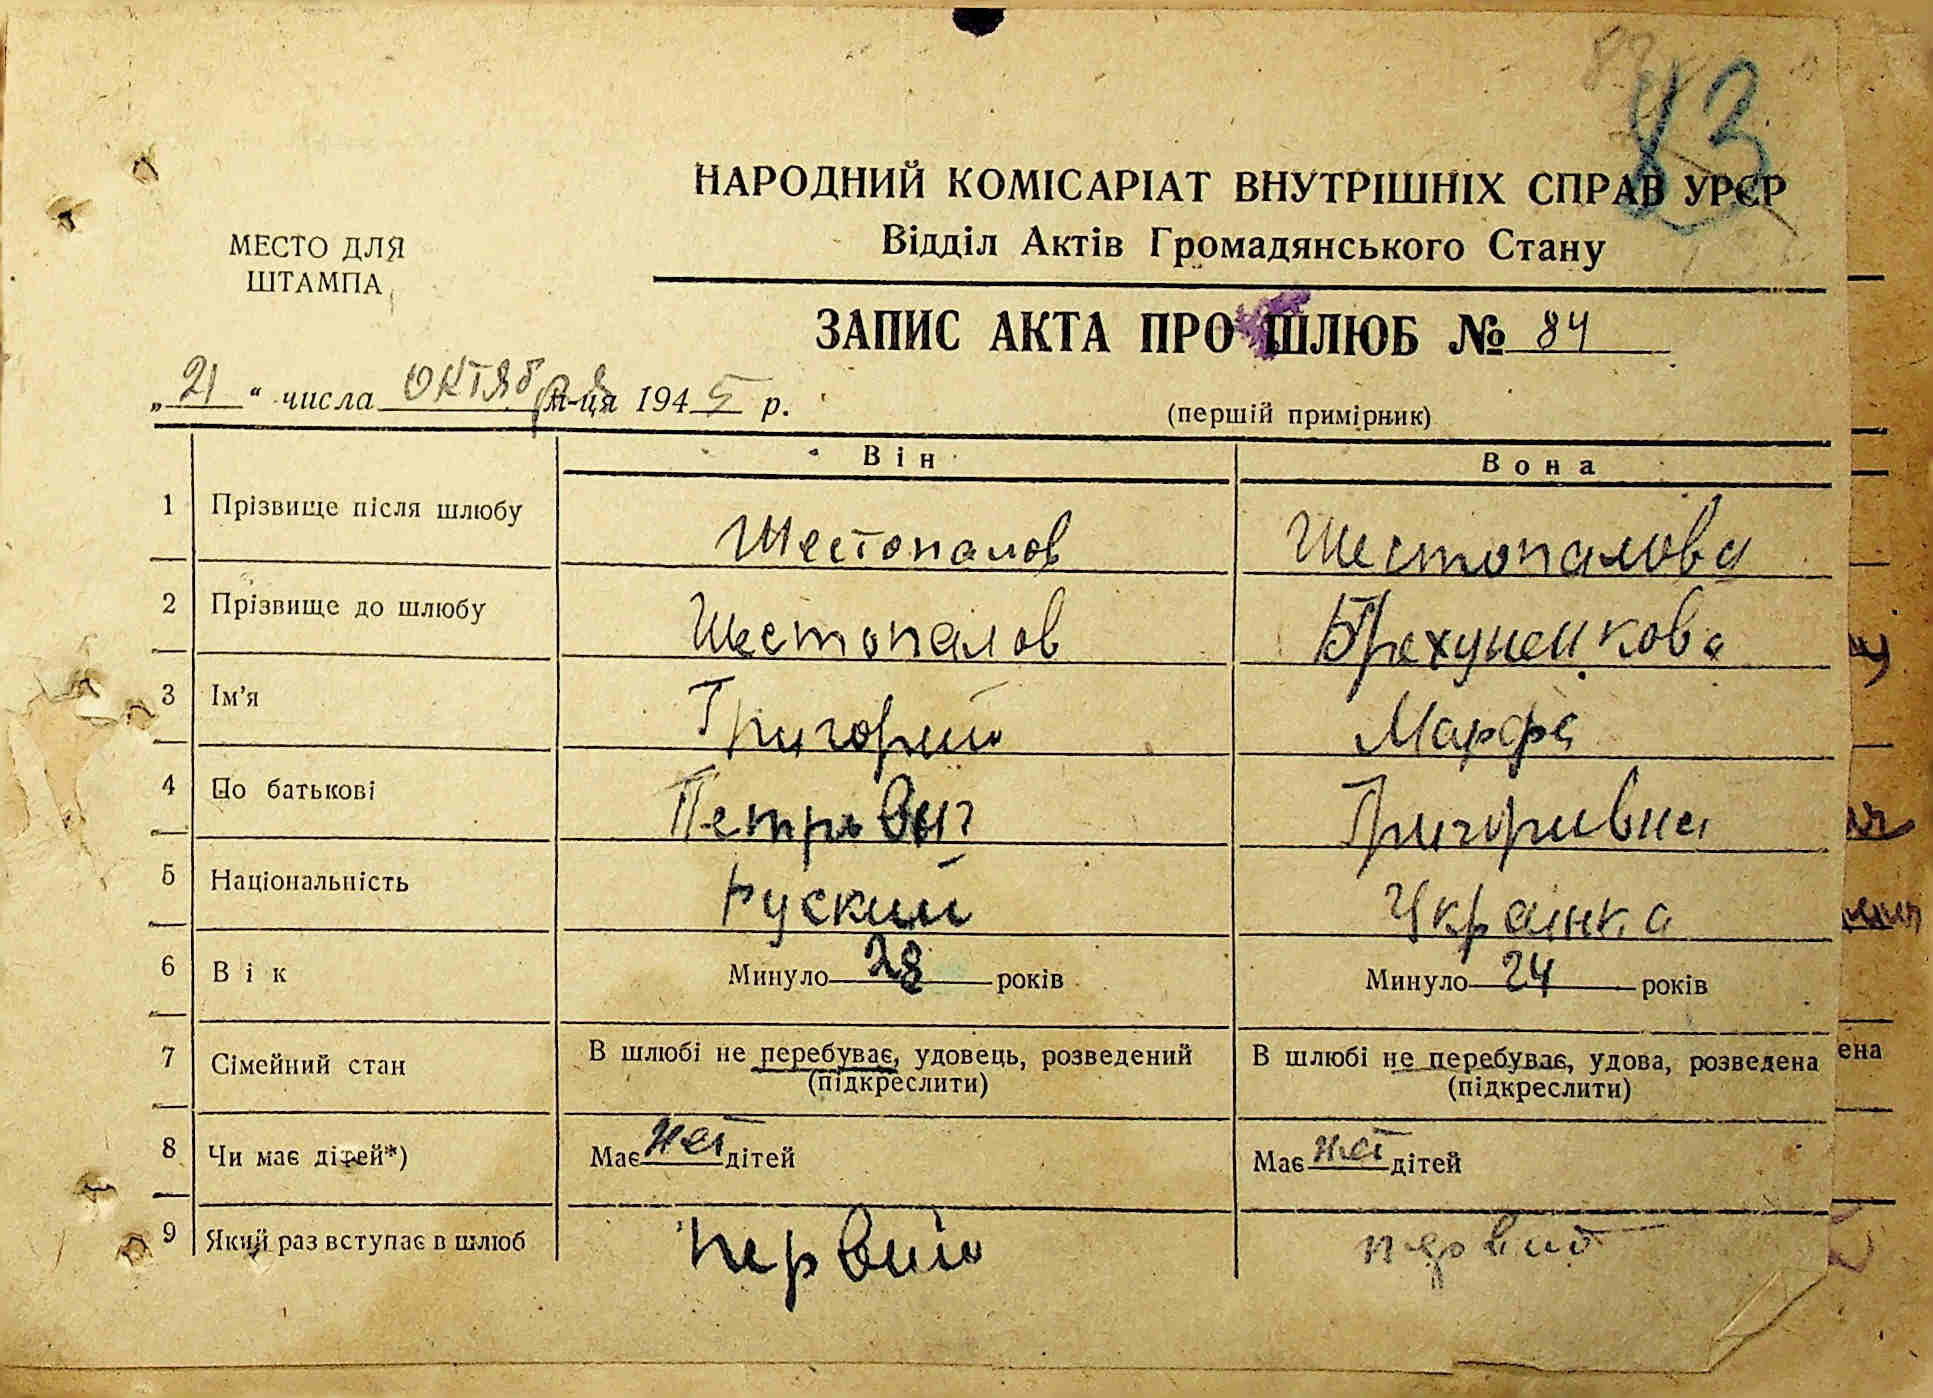 83
НАРОДНИЙ КОМІСАРІАТ ВНУТРІШНІХ СПРАВ УРСР
Відділ Актів Громадянського Стану
МЕСТО ДЛЯ
ШТАМПА
ЗАПИС АКТА ПРО ШЛЮБ № 84
„21“ числа октября м-ця 1945 р.
(перший примірник)
Він Вона
1 Прізвище після шлюбу Шестопалов Шестопалова
2 Прізвище до шлюбу Шестопалов Брехуненкова
3 Ім'я Григорий Марфа
4 По батькові Петрович Григоривна
5 Національність Руский Украинка
6 Вік Минуло 28 років Минуло 24 років
7 Сімейний стан В шлюбі не перебуває, удовець, розведений В шлюбі не перебуває, удова, розведена
(підкреслити) (підкреслити)
8 Чи має дітей*) Має нет дітей Має нет дітей
9 Який раз вступає в шлюб первий первий
ена